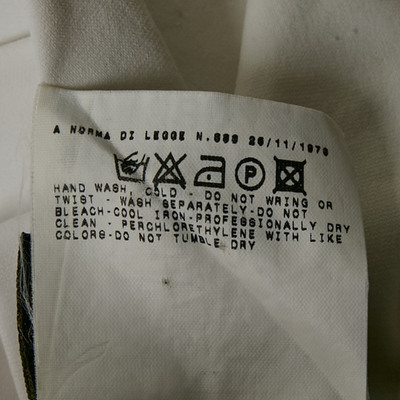 A NORMA DI LEGGE N.883 26/11/1973
P
HAND WASH, COLD - DO NOT WRING OR
TWIST - WASH SEPARATELY-DO NOT
BLEACH-COOL IRON-PROFESSIONALLY DRY
CLEAN - PERCHLORETHYLENE WITH LIKE
COLORS-DO NOT TUMBLE DRY